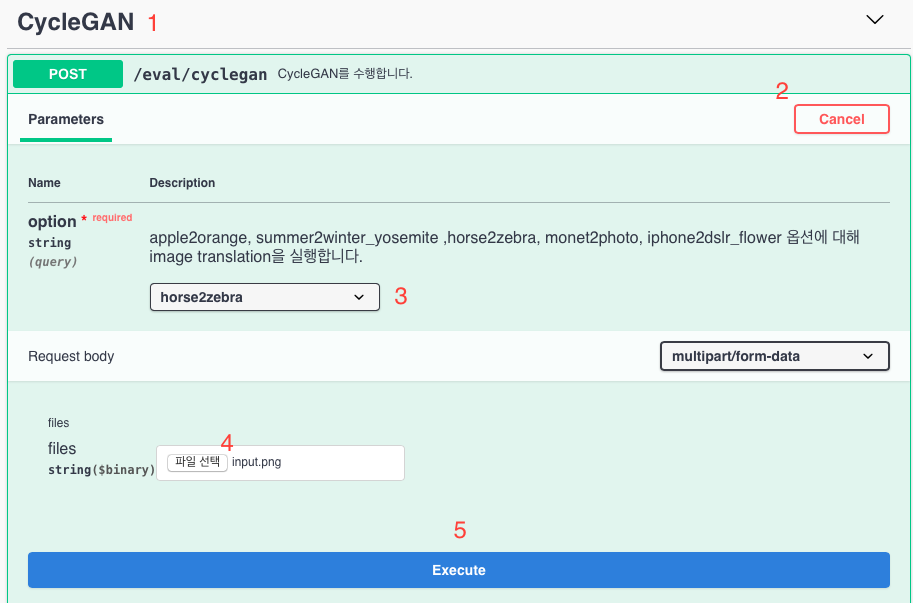 CycleGAN 1
POST /eval/cyclegan CycleGAN를 수행합니다.
2
Parameters Cancel
Name Description
option * required
string
(query)
apple2orange, summer2winter_yosemite ,horse2zebra, monet2photo, iphone2dslr_flower 옵션에 대해
image translation을 실행합니다.
horse2zebra 3
Request body multipart/form-data
files
4
files
string($binary) 파일 선택 input.png
5
Execute